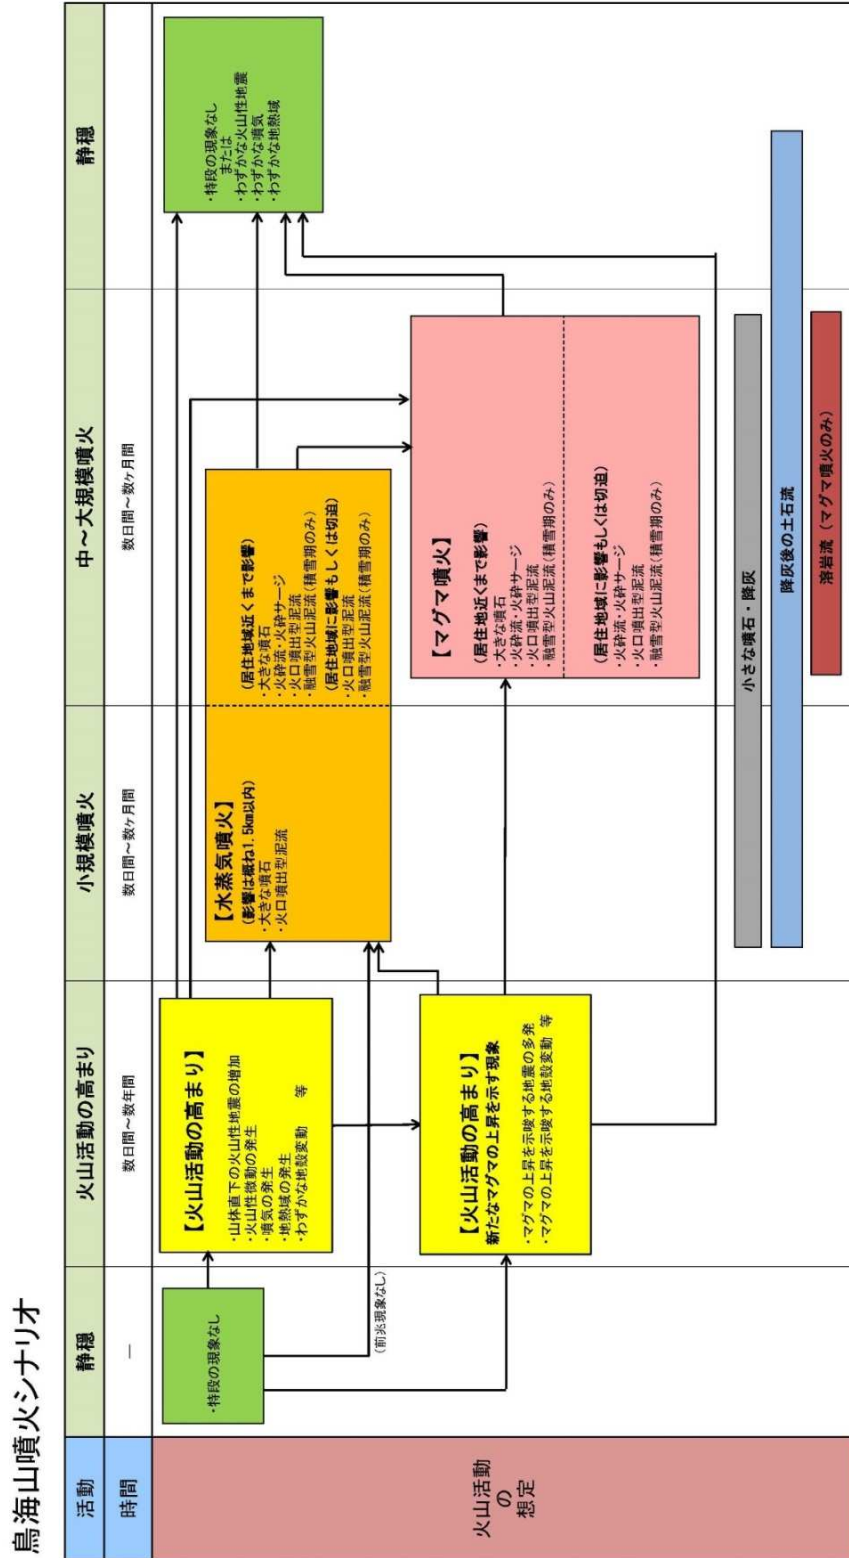 鳥海山噴火シナリオ
活動
静穏
火山活動の高まり
小規模噴火
中～大規模噴火
静穏
時間
―
数日間～数年間
数日間～数ヶ月間
数日間～数ヶ月間
火山活動
の
想定
・特段の現象なし
(前兆現象なし)
【火山活動の高まり】
・山体直下の火山性地震の増加
・火山性微動の発生
・噴気の発生
・地熱域の発生
・わずかな地殻変動　等
【火山活動の高まり】
新たなマグマの上昇を示す現象
・マグマの上昇を示唆する地震の多発
・マグマの上昇を示唆する地殻変動　等
【水蒸気噴火】
(影響は概ね1.5km以内)
・大きな噴石
・火口噴出型泥流
(居住地域近くまで影響)
・大きな噴石
・火砕流・火砕サージ
・火口噴出型泥流
・融雪型火山泥流(積雪期のみ)
(居住地域に影響もしくは切迫)
・火口噴出型泥流
・融雪型火山泥流(積雪期のみ)
【マグマ噴火】
(居住地近くまで影響)
・大きな噴石
・火砕流・火砕サージ
・火口噴出型泥流
・融雪型火山泥流(積雪期のみ)
(居住地域に影響もしくは切迫)
・火砕流・火砕サージ
・火口噴出型泥流
・融雪型火山泥流(積雪期のみ)
・特段の現象なし
または
・わずかな火山性地震
・わずかな噴気
・わずかな地熱域
小さな噴石・降灰
降灰後の土石流
溶岩流（マグマ噴火のみ）